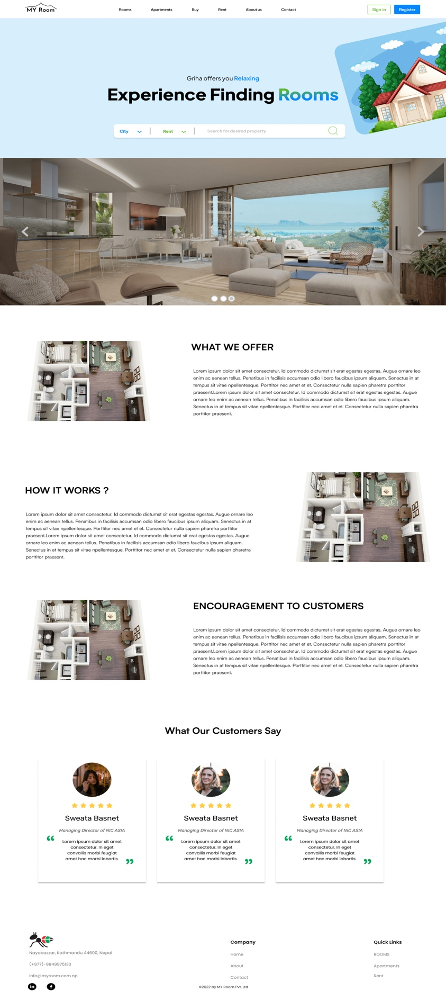 MY Room
Rooms Apartments Buy Rent About us Contact Sign in Register
Griha offers you Relaxing
Experience Finding Rooms
City Rent Search for desired property
WHAT WE OFFER
Lorem ipsum dolor sit amet consectetur. Id commodo dictumst sit erat egestas egestas. Augue ornare leo
enim ac aenean tellus. Penatibus in facilisis accumsan odio libero faucibus ipsum aliquam. Senectus in at
tempus sit vitae npellentesque. Porttitor nec amet et et. Consectetur nulla sapien pharetra porttitor
praesent.Lorem ipsum dolor sit amet consectetur. Id commodo dictumst sit erat egestas egestas. Augue
ornare leo enim ac aenean tellus. Penatibus in facilisis accumsan odio libero faucibus ipsum aliquam.
Senectus in at tempus sit vitae npellentesque. Porttitor nec amet et et. Consectetur nulla sapien pharetra
porttitor praesent.
Mech.
HOW IT WORKS ?
Lorem ipsum dolor sit amet consectetur. Id commodo dictumst sit erat egestas egestas. Augue ornare leo
enim ac aenean tellus. Penatibus in facilisis accumsan odio libero faucibus ipsum aliquam. Senectus in at
tempus sit vitae npellentesque. Porttitor nec amet et et. Consectetur nulla sapien pharetra porttitor
praesent.Lorem ipsum dolor sit amet consectetur. Id commodo dictumst sit erat egestas egestas. Augue
ornare leo enim ac aenean tellus. Penatibus in facilisis accumsan odio libero faucibus ipsum aliquam.
Senectus in at tempus sit vitae npellentesque. Porttitor nec amet et et. Consectetur nulla sapien pharetra
porttitor praesent.
Mech.
ENCOURAGEMENT TO CUSTOMERS
Lorem ipsum dolor sit amet consectetur. Id commodo dictumst sit erat egestas egestas. Augue ornare leo
enim ac aenean tellus. Penatibus in facilisis accumsan odio libero faucibus ipsum aliquam. Senectus in at
tempus sit vitae npellentesque. Porttitor nec amet et et. Consectetur nulla sapien pharetra porttitor
praesent.Lorem ipsum dolor sit amet consectetur. Id commodo dictumst sit erat egestas egestas. Augue
ornare leo enim ac aenean tellus. Penatibus in facilisis accumsan odio libero faucibus ipsum aliquam.
Senectus in at tempus sit vitae npellentesque. Porttitor nec amet et et. Consectetur nulla sapien pharetra
porttitor praesent.
Mech.
What Our Customers Say
Sweata Basnet
Managing Director of NIC ASIA
“ Lorem ipsum dolor sit amet
consectetur. In eget
convallis morbi feugiat
amet hac morbi lobortis. ”
Sweata Basnet
Managing Director of NIC ASIA
“ Lorem ipsum dolor sit amet
consectetur. In eget
convallis morbi feugiat
amet hac morbi lobortis. ”
Sweata Basnet
Managing Director of NIC ASIA
“ Lorem ipsum dolor sit amet
consectetur. In eget
convallis morbi feugiat
amet hac morbi lobortis. ”
Nayabazzar, Kathmandu 44600, Nepal
(+977)-9849975133
info@myroom.com.np
in f
Company
Home
About
Contact
Quick Links
ROOMS
Apartments
Rent
©2022 by MY Room Pvt. Ltd